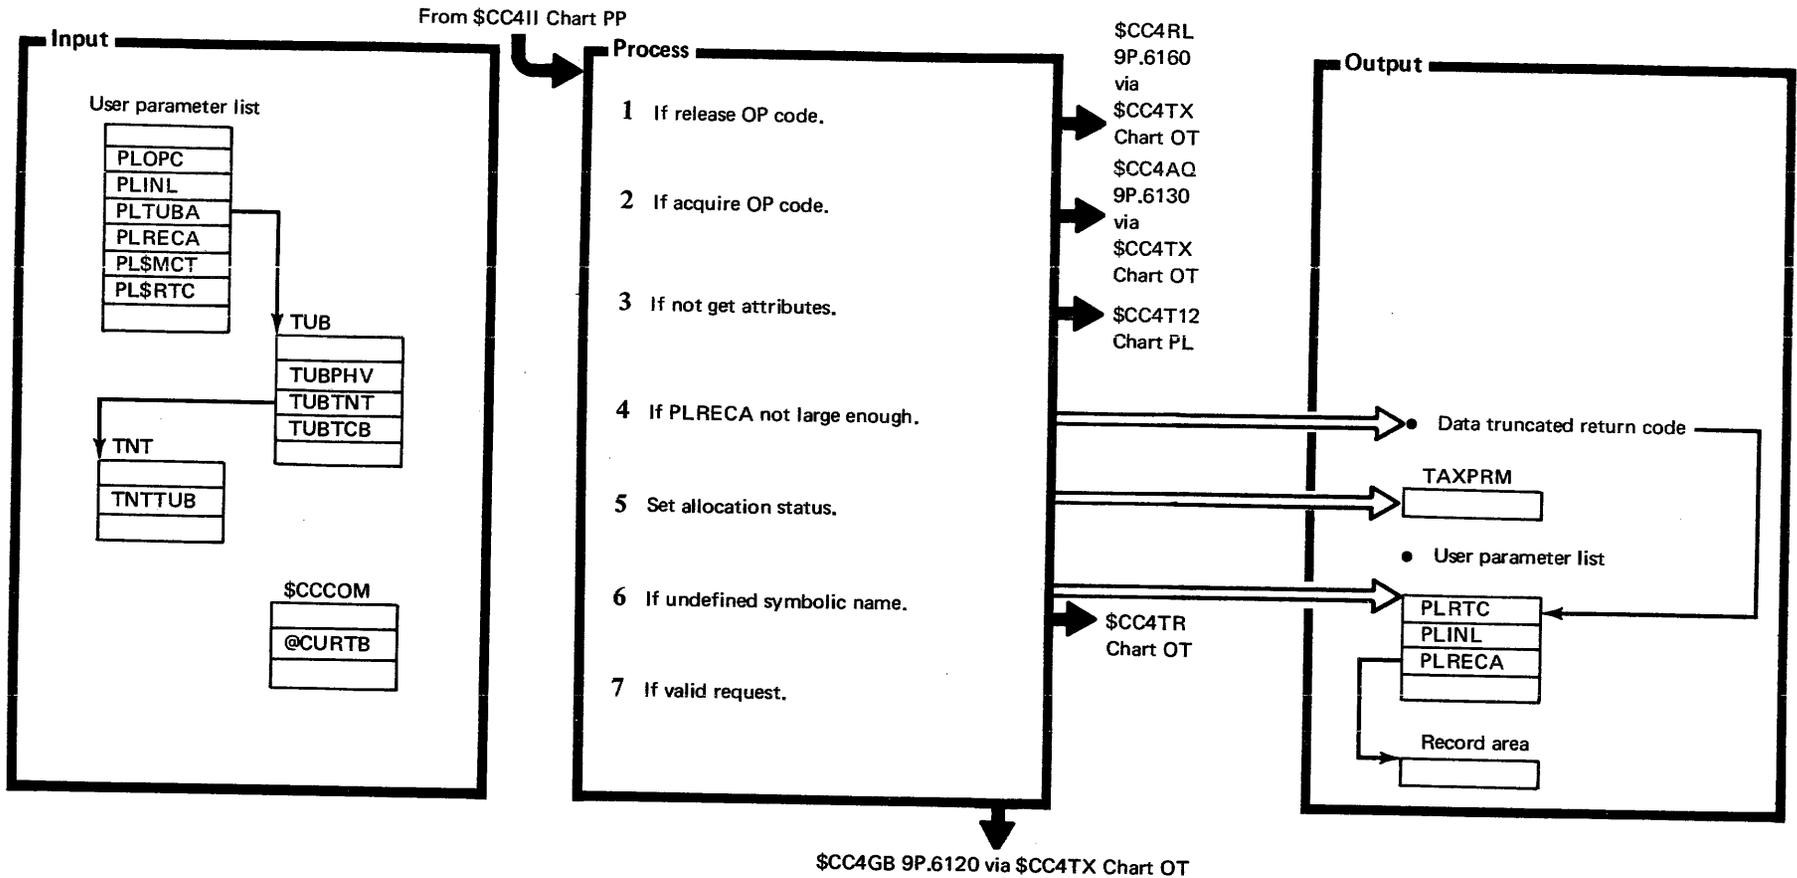 From $CC4II Chart PP
Input
User parameter list
PLOPC
PLINL
PLTUBA
PLRECA
PL$MCT
PL$RTC
TUB
TUBPHV
TUBTNT
TUBTCB
TNT
TNTTUB
$CCCOM
@CURTB
Process
1 If release OP code.
2 If acquire OP code.
3 If not get attributes.
4 If PLRECA not large enough.
5 Set allocation status.
6 If undefined symbolic name.
7 If valid request.
$CC4RL
9P.6160
via
$CC4TX
Chart OT
$CC4AQ
9P.6130
via
$CC4TX
Chart OT
$CC4T12
Chart PL
$CC4TR
Chart OT
Output
• Data truncated return code
TAXPRM
• User parameter list
PLRTC
PLINL
PLRECA
Record area
$CC4GB 9P.6120 via $CC4TX Chart OT